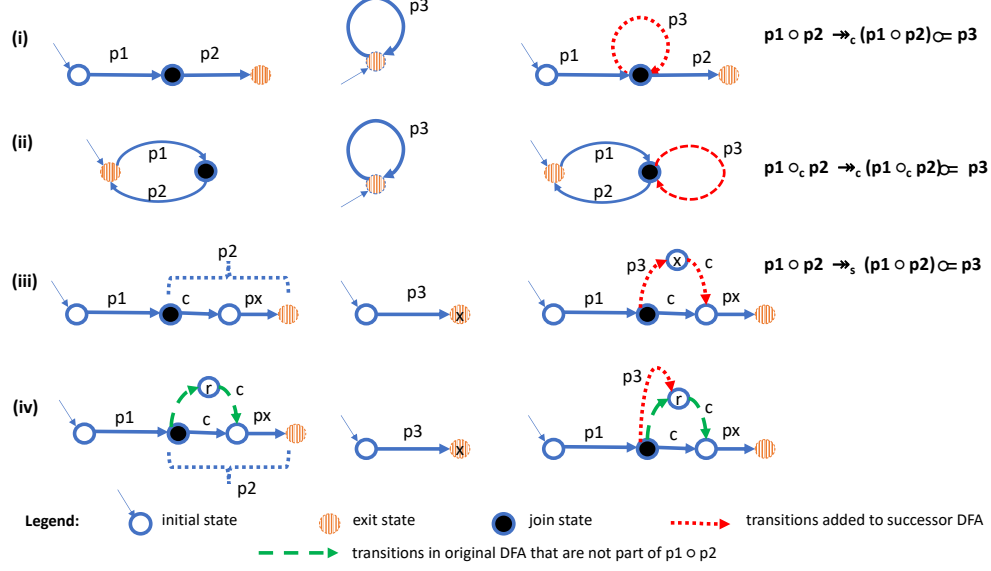 (i)
p1
p2
p3
p1
p3
p2
p1 ○ p2 ↠c (p1 ○ p2) ⟜= p3
(ii)
p1
p2
p3
p1
p2
p3
p1 ○c p2 ↠c (p1 ○c p2) ⟜= p3
(iii)
p2
p1
c
px
p3
x
p1
p3
x
c
c
px
p1 ○ p2 ↠s (p1 ○ p2) ⟜= p3
(iv)
p1
r
c
c
px
p2
p3
x
p1
p3
r
c
c
px
Legend:
initial state
exit state
join state
transitions added to successor DFA
transitions in original DFA that are not part of p1 ○ p2